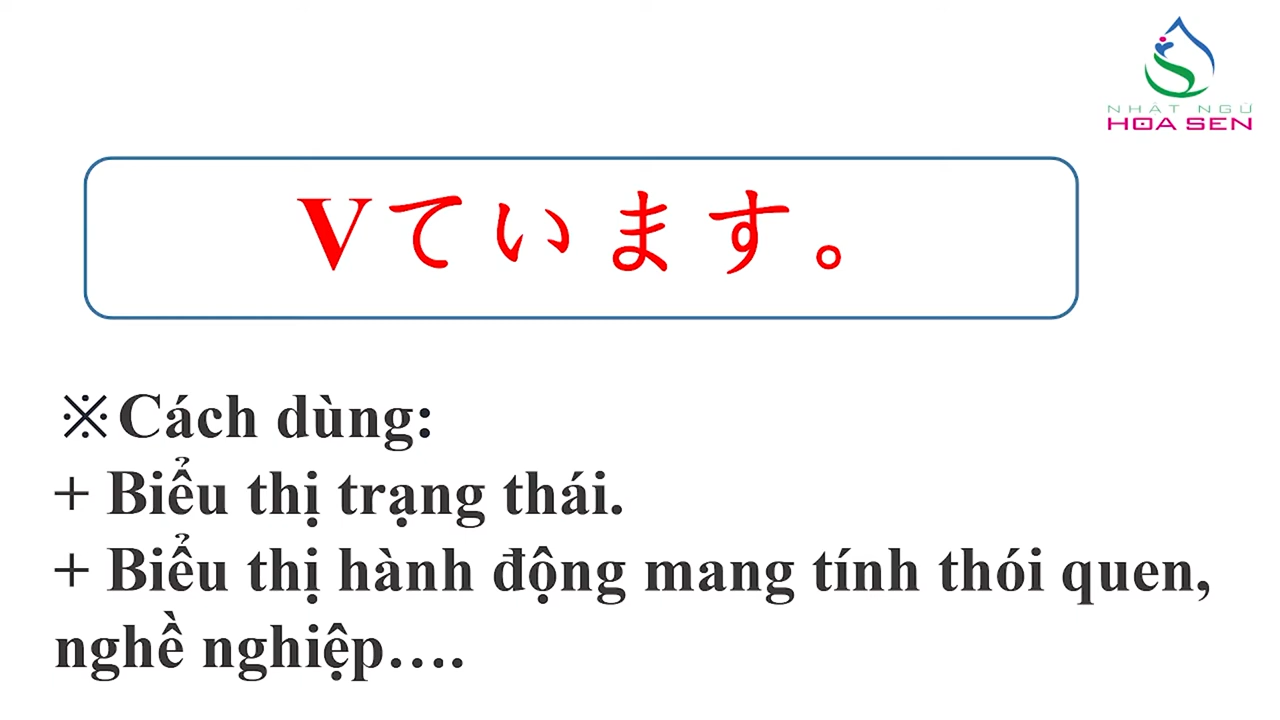 NHẬT NGỮ
HOA SEN
Vています。
※Cách dùng:
+ Biểu thị trạng thái.
+ Biểu thị hành động mang tính thói quen,
nghề nghiệp….